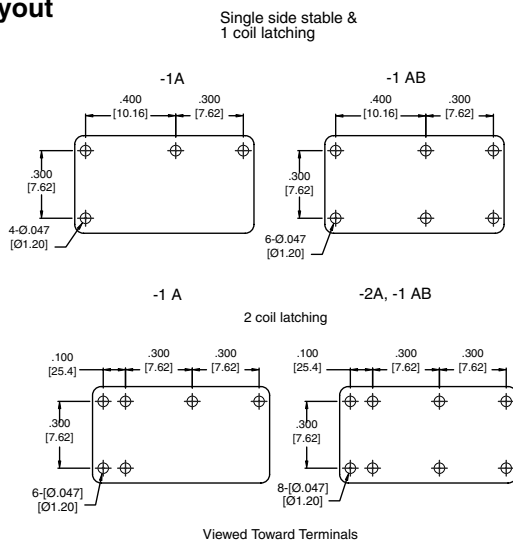 yout
Single side stable &
1 coil latching
-1A
-1 AB
.400
[10.16]
.300
[7.62]
.400
[10.16]
.300
[7.62]
.300
[7.62]
.300
[7.62]
4-Ø.047
[Ø1.20]
6-Ø.047
[Ø1.20]
-1 A
-2A, -1 AB
2 coil latching
.100
[25.4]
.300
[7.62]
.300
[7.62]
.100
[25.4]
.300
[7.62]
.300
[7.62]
.300
[7.62]
.300
[7.62]
6-[Ø.047]
[Ø1.20]
8-[Ø.047]
[Ø1.20]
Viewed Toward Terminals